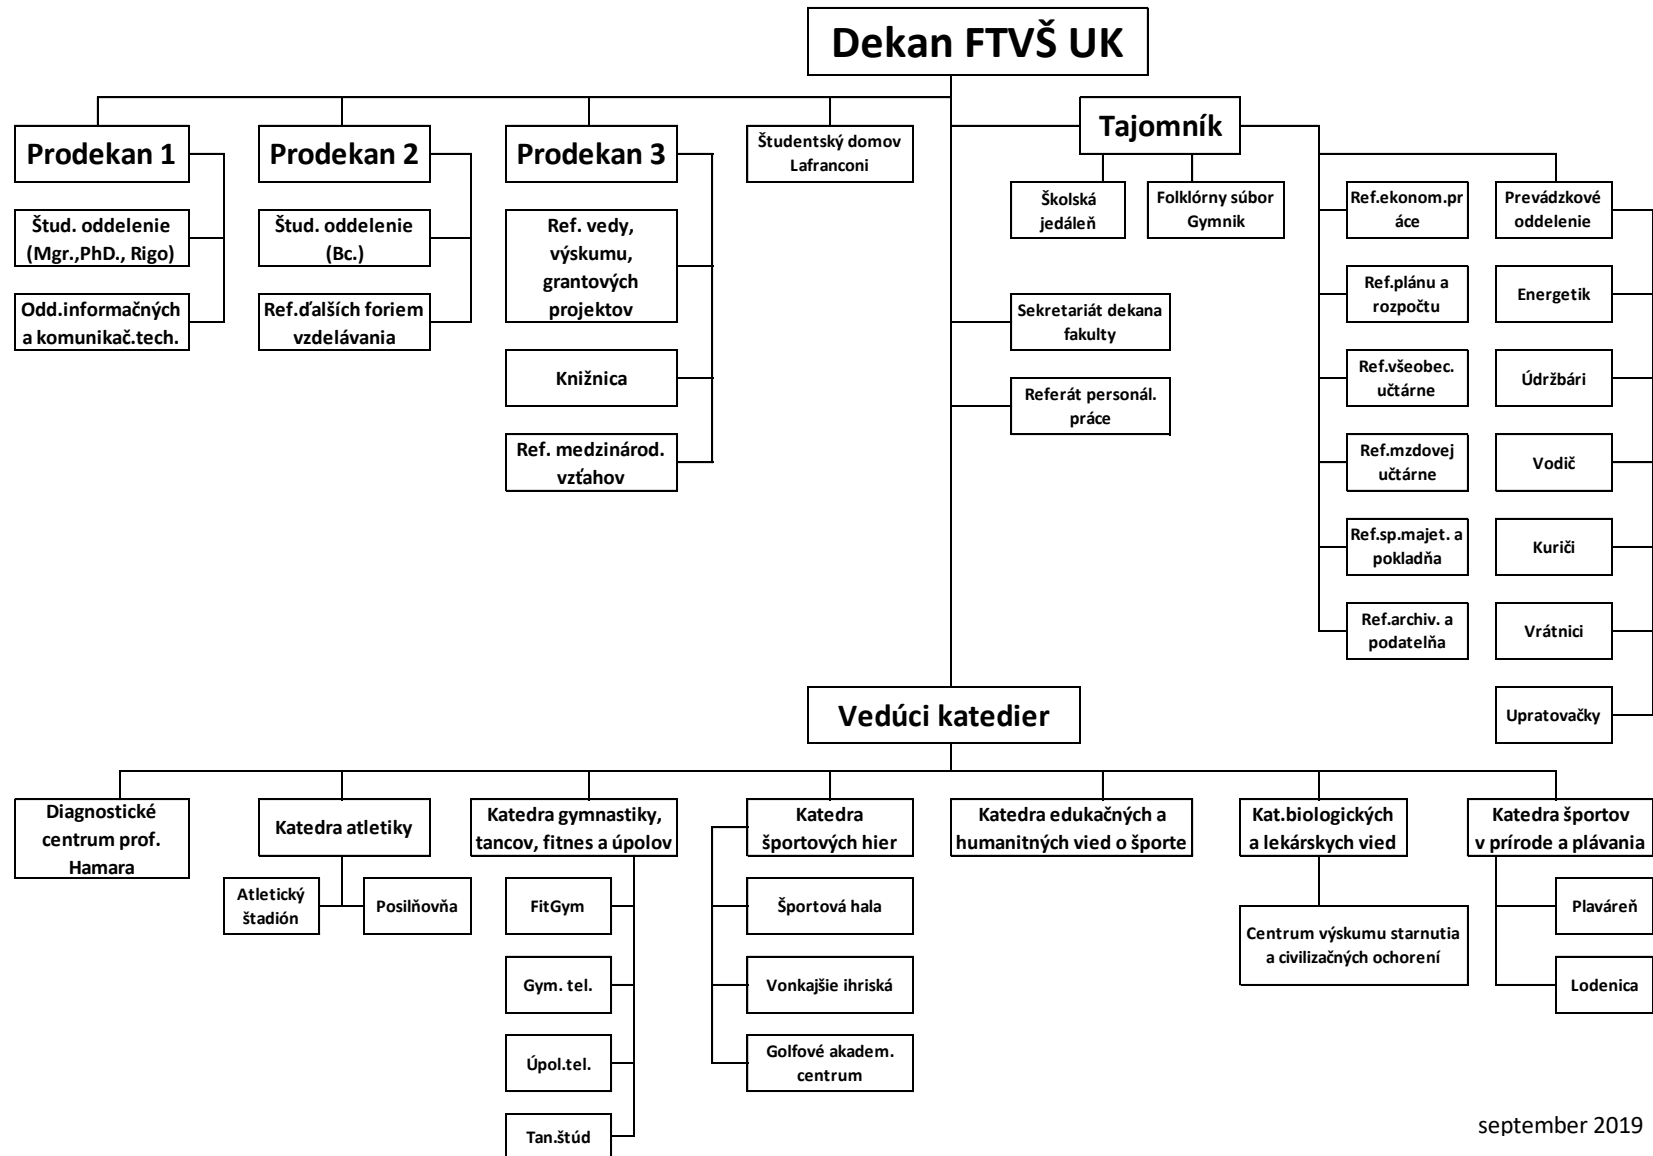 Dekan FTVŠ UK
Prodekan 1
Štud. oddelenie
(Mgr.,PhD., Rigo)
Odd.informačných
a komunikač.tech.
Prodekan 2
Štud. oddelenie
(Bc.)
Ref.ďalších foriem
vzdelávania
Prodekan 3
Ref. vedy,
výskumu,
grantových
projektov
Knižnica
Ref. medzinárod.
vzťahov
Študentský domov
Lafranconi
Tajomník
Školská
jedáleň
Folklórny súbor
Gymnik
Sekretariát dekana
fakulty
Referát personál.
práce
Ref.ekonom.pr
áce
Ref.plánu a
rozpočtu
Ref.všeobec.
učtárne
Ref.mzdovej
učtárne
Ref.sp.majet. a
pokladňa
Ref.archiv. a
podatelňa
Prevádzkové
oddelenie
Energetik
Údržbári
Vodič
Kuriči
Vrátnici
Upratovačky
Vedúci katedier
Diagnostické
centrum prof.
Hamara
Katedra atletiky
Atletický
štadión
Posilňovňa
Katedra gymnastiky,
tancov, fitnes a úpolov
FitGym
Gym. tel.
Úpol.tel.
Tan.štúd
Katedra
športových hier
Športová hala
Vonkajšie ihriská
Golfové akadem.
centrum
Katedra edukačných a
humanitných vied o športe
Kat.biologických
a lekárskych vied
Centrum výskumu starnutia
a civilizačných ochorení
Katedra športov
v prírode a plávania
Plaváreň
Lodenica
september 2019